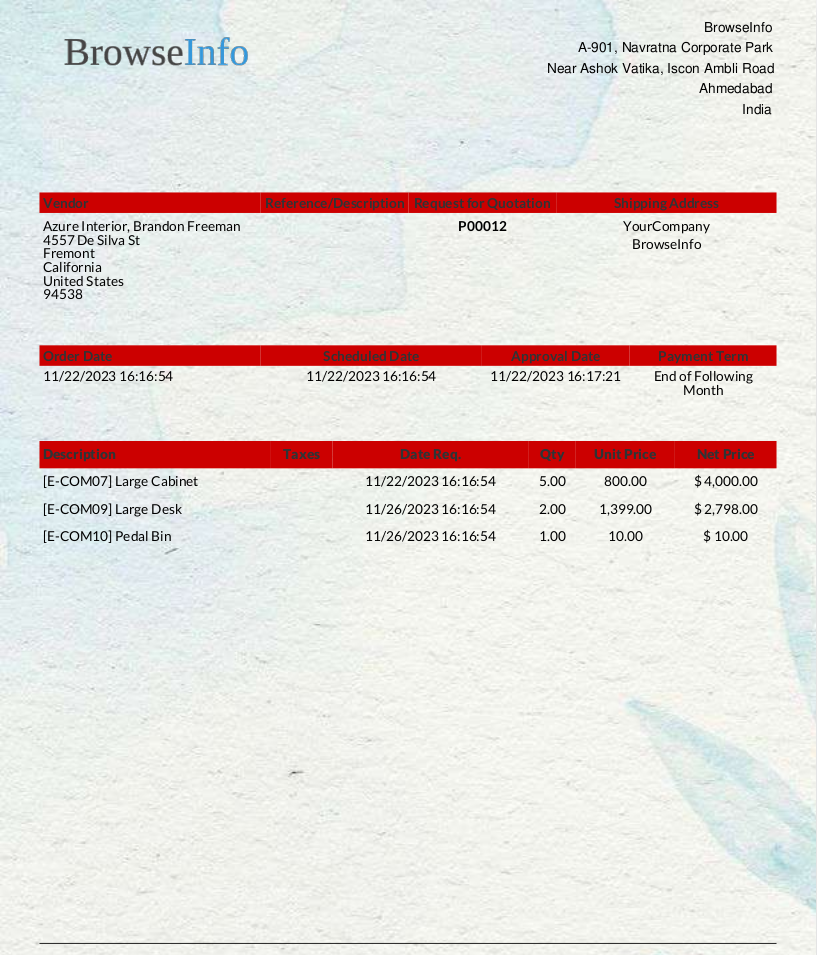 BrowseInfo
BrowseInfo
A-901, Navratna Corporate Park
Near Ashok Vatika, Iscon Ambli Road
Ahmedabad
India
Vendor Reference/Description Request for Quotation Shipping Address
Azure Interior, Brandon Freeman P00012 YourCompany
4557 De Silva St BrowseInfo
Fremont
California
United States
94538
Order Date Scheduled Date Approval Date Payment Term
11/22/2023 16:16:54 11/22/2023 16:16:54 11/22/2023 16:17:21 End of Following
Month
Description Taxes Date Req. Qty Unit Price Net Price
[E-COM07] Large Cabinet 11/22/2023 16:16:54 5.00 800.00 $ 4,000.00
[E-COM09] Large Desk 11/26/2023 16:16:54 2.00 1,399.00 $ 2,798.00
[E-COM10] Pedal Bin 11/26/2023 16:16:54 1.00 10.00 $ 10.00